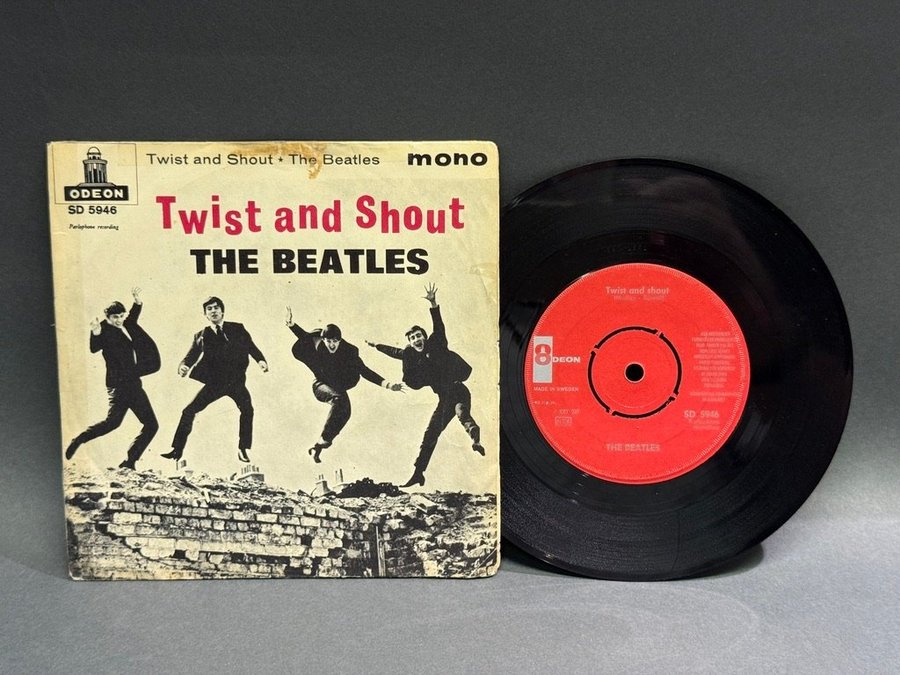 Twist and Shout ★ The Beatles
mono
ODEON
SD 5946
Parlophone recording
Twist and Shout
THE BEATLES
Twist and shout
ODEON
MADE IN SWEDEN
SD 5946
THE BEATLES